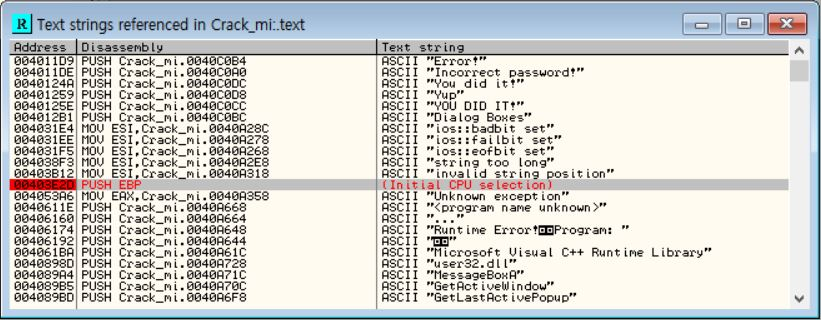 R Text strings referenced in Crack_mi:.text
Address Disassembly Text string
004011D9 PUSH Crack_mi.0040C0B4 ASCII "Error!"
004011DE PUSH Crack_mi.0040C0A0 ASCII "Incorrect password!"
0040124A PUSH Crack_mi.0040C0DC ASCII "You did it!"
00401259 PUSH Crack_mi.0040C0D8 ASCII "Yup"
0040125E PUSH Crack_mi.0040C0CC ASCII "YOU DID IT!"
004012B1 PUSH Crack_mi.0040C0BC ASCII "Dialog Boxes"
004031E4 MOV ESI,Crack_mi.0040A28C ASCII "ios::badbit set"
004031EE MOV ESI,Crack_mi.0040A278 ASCII "ios::failbit set"
004031F5 MOV ESI,Crack_mi.0040A268 ASCII "ios::eofbit set"
004038F3 MOV ESI,Crack_mi.0040A2E8 ASCII "string too long"
00403B12 MOV ESI,Crack_mi.0040A318 ASCII "invalid string position"
00403E2D PUSH EBP (Initial CPU selection)
004053A6 MOV EAX,Crack_mi.0040A358 ASCII "Unknown exception"
0040611E PUSH Crack_mi.0040A668 ASCII "<program name unknown>"
00406160 PUSH Crack_mi.0040A664 ASCII "..."
00406174 PUSH Crack_mi.0040A648 ASCII "Runtime Error!Program: "
00406192 PUSH Crack_mi.0040A644 ASCII ""
004061BA PUSH Crack_mi.0040A61C ASCII "Microsoft Visual C++ Runtime Library"
0040898D PUSH Crack_mi.0040A728 ASCII "user32.dll"
004089A4 PUSH Crack_mi.0040A71C ASCII "MessageBoxA"
004089B5 PUSH Crack_mi.0040A70C ASCII "GetActiveWindow"
004089BD PUSH Crack_mi.0040A6F8 ASCII "GetLastActivePopup"